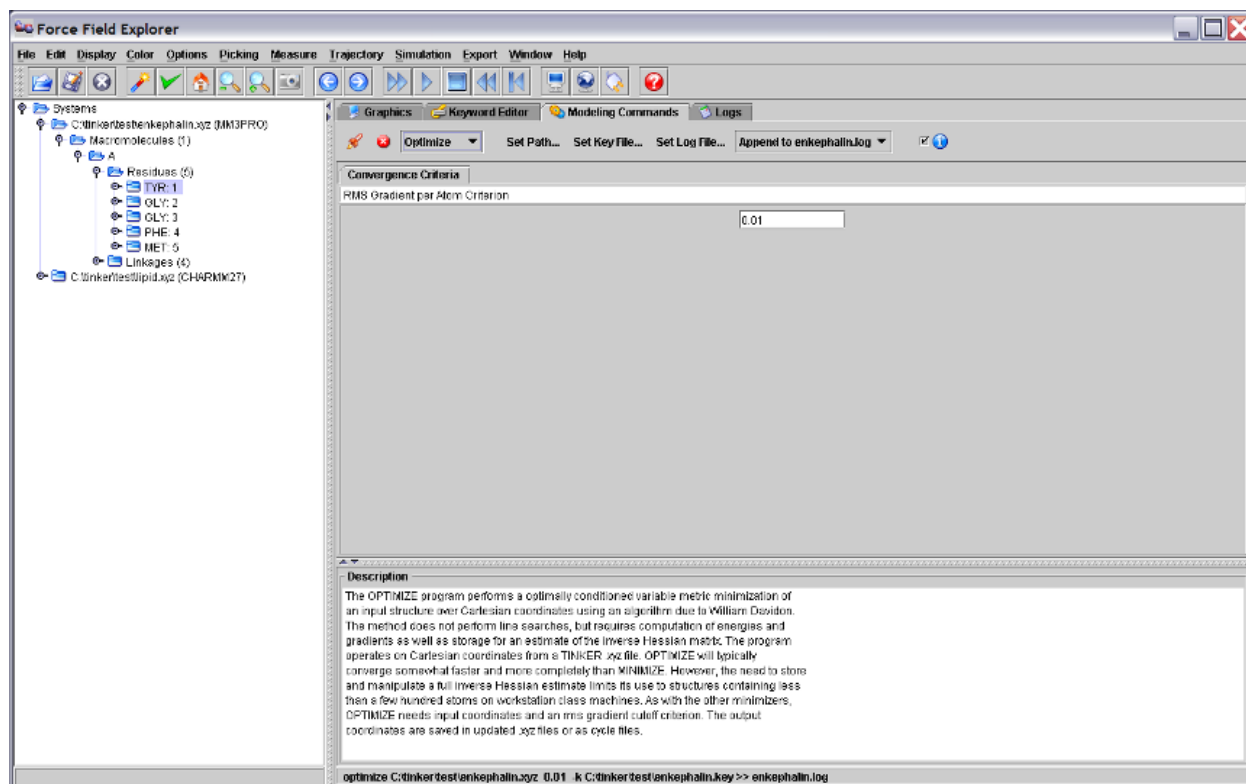 Force Field Explorer
File Edit Display Color Options Picking Measure Trajectory Simulation Export Window Help
Systems
C:\tinker\test\enkephalin.xyz (MM3PRO)
Macromolecules (1)
A
Residues (5)
TYR: 1
GLY: 2
GLY: 3
PHE: 4
MET: 5
Linkages (4)
C:\tinker\test\lipid.xyz (CHARMM27)
Graphics Keyword Editor Modeling Commands Logs
Optimize Set Path... Set Key File... Set Log File... Append to enkephalin.log
Convergence Criteria
RMS Gradient per Atom Criterion
0.01
Description
The OPTIMIZE program performs a optimally conditioned variable metric minimization of
an input structure over Cartesian coordinates using an algorithm due to William Davidon.
The method does not perform line searches, but requires computation of energies and
gradients as well as storage for an estimate of the inverse Hessian matrix. The program
operates on Cartesian coordinates from a TINKER .xyz file. OPTIMIZE will typically
converge somewhat faster and more completely than MINIMIZE. However, the need to store
and manipulate a full inverse Hessian estimate limits its use to structures containing less
than a few hundred atoms on workstation class machines. As with the other minimizers,
OPTIMIZE needs input coordinates and an rms gradient cutoff criterion. The output
coordinates are saved in updated .xyz files or as cycle files.
optimize C:\tinker\test\enkephalin.xyz 0.01 -k C:\tinker\test\enkephalin.key >> enkephalin.log